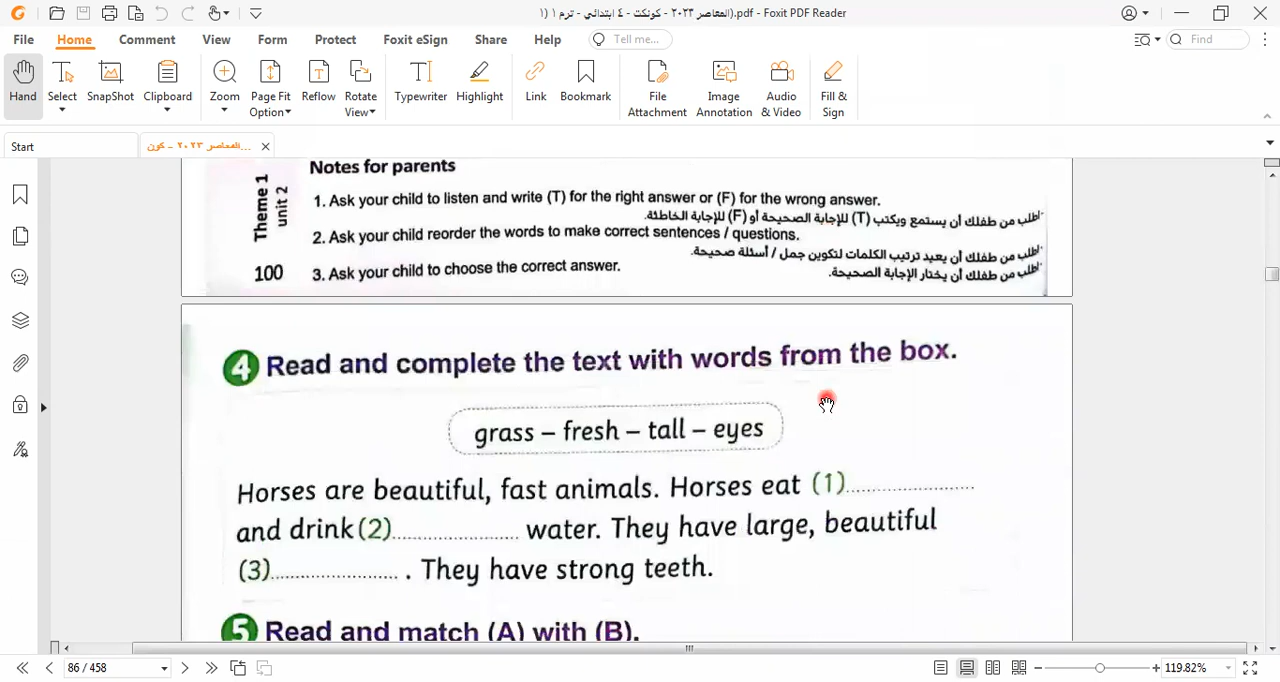 المعاصر ٢٠٢٣ - كونكت - ٤ ابتدائي - ترم ١ (١).pdf - Foxit PDF Reader
File Home Comment View Form Protect Foxit eSign Share Help Tell me... Find
Hand Select SnapShot Clipboard Zoom Page Fit Option Reflow Rotate View Typewriter Highlight Link Bookmark File Attachment Image Annotation Audio & Video Fill & Sign
Start المعاصر ٢٠٢٣ - كون...
Theme 1
unit 2
100
Notes for parents
1. Ask your child to listen and write (T) for the right answer or (F) for the wrong answer.
اطلب من طفلك أن يستمع ويكتب (T) للإجابة الصحيحة أو (F) للإجابة الخاطئة.
2. Ask your child reorder the words to make correct sentences / questions.
اطلب من طفلك أن يعيد ترتيب الكلمات لتكوين جمل / أسئلة صحيحة.
3. Ask your child to choose the correct answer.
اطلب من طفلك أن يختار الإجابة الصحيحة.
4 Read and complete the text with words from the box.
grass – fresh – tall – eyes
Horses are beautiful, fast animals. Horses eat (1)....................
and drink (2).................... water. They have large, beautiful
(3).................... . They have strong teeth.
5 Read and match (A) with (B).
86 / 458 119.82%